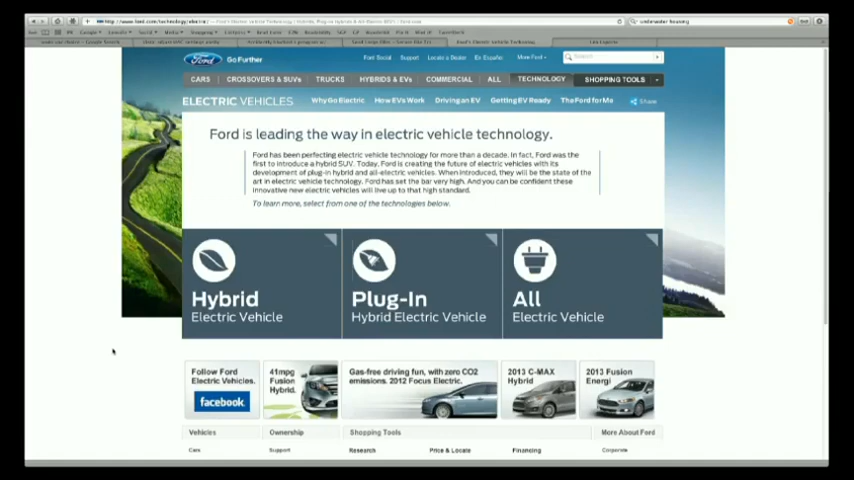 underwater housing
Ford
Go Further
Ford Social
Support
Locate a Dealer
En Español
More Ford
Search
CARS
CROSSOVERS & SUVs
TRUCKS
HYBRIDS & EVs
COMMERCIAL
ALL
TECHNOLOGY
SHOPPING TOOLS
ELECTRIC VEHICLES
Why Go Electric
How EVs Work
Driving an EV
Getting EV Ready
The Ford for Me
Share
Ford is leading the way in electric vehicle technology.
Ford has been perfecting electric vehicle technology for more than a decade. In fact, Ford was the
first to introduce a hybrid SUV. Today, Ford is creating the future of electric vehicles with its
development of plug-in hybrid and all-electric vehicles. When introduced, they will be the state of the
art in electric vehicle technology. Ford has set the bar very high. And you can be confident these
innovative new electric vehicles will live up to that high standard.
To learn more, select from one of the technologies below.
Hybrid
Electric Vehicle
Plug-In
Hybrid Electric Vehicle
All
Electric Vehicle
Follow Ford
Electric Vehicles.
facebook.
41mpg
Fusion
Hybrid.
Gas-free driving fun, with zero CO2
emissions. 2012 Focus Electric.
2013 C-MAX
Hybrid
2013 Fusion
Energi
Vehicles
Ownership
Shopping Tools
More About Ford
Cars
Support
Research
Price & Locate
Financing
Corporate